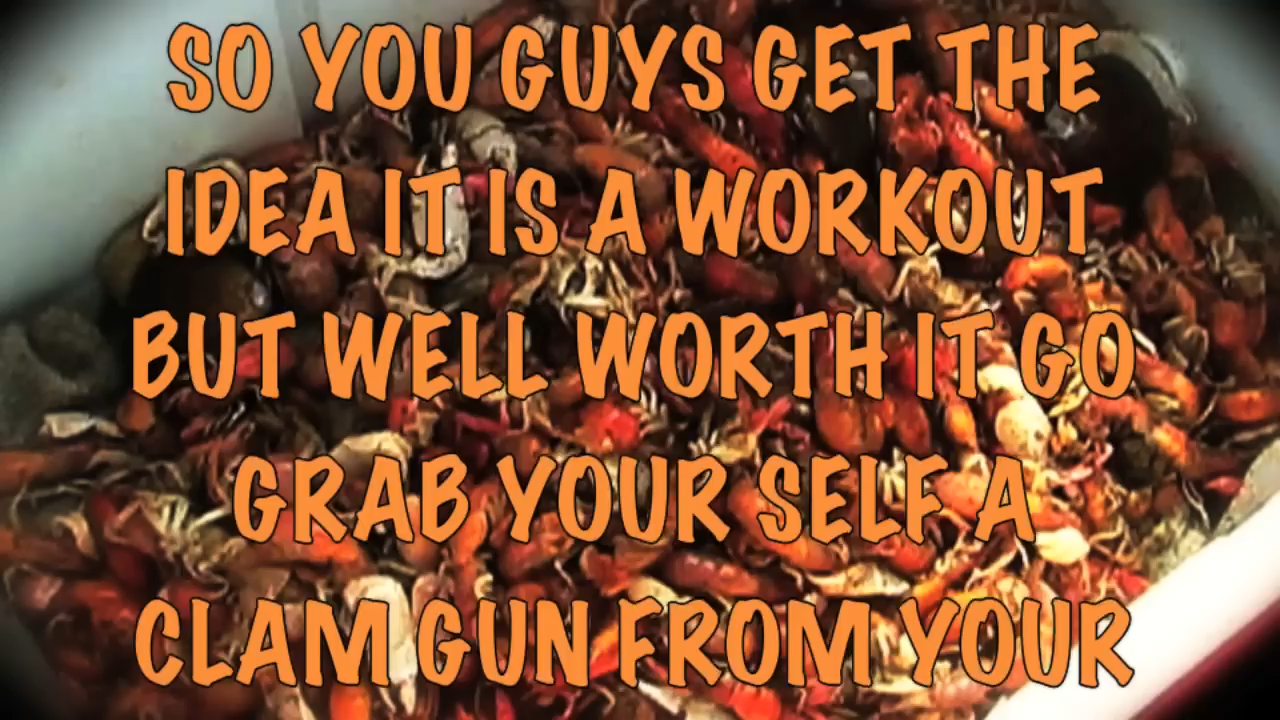 SO YOU GUYS GET THE
IDEA IT IS A WORKOUT
BUT WELL WORTH IT GO
GRAB YOUR SELF A
CLAM GUN FROM YOUR